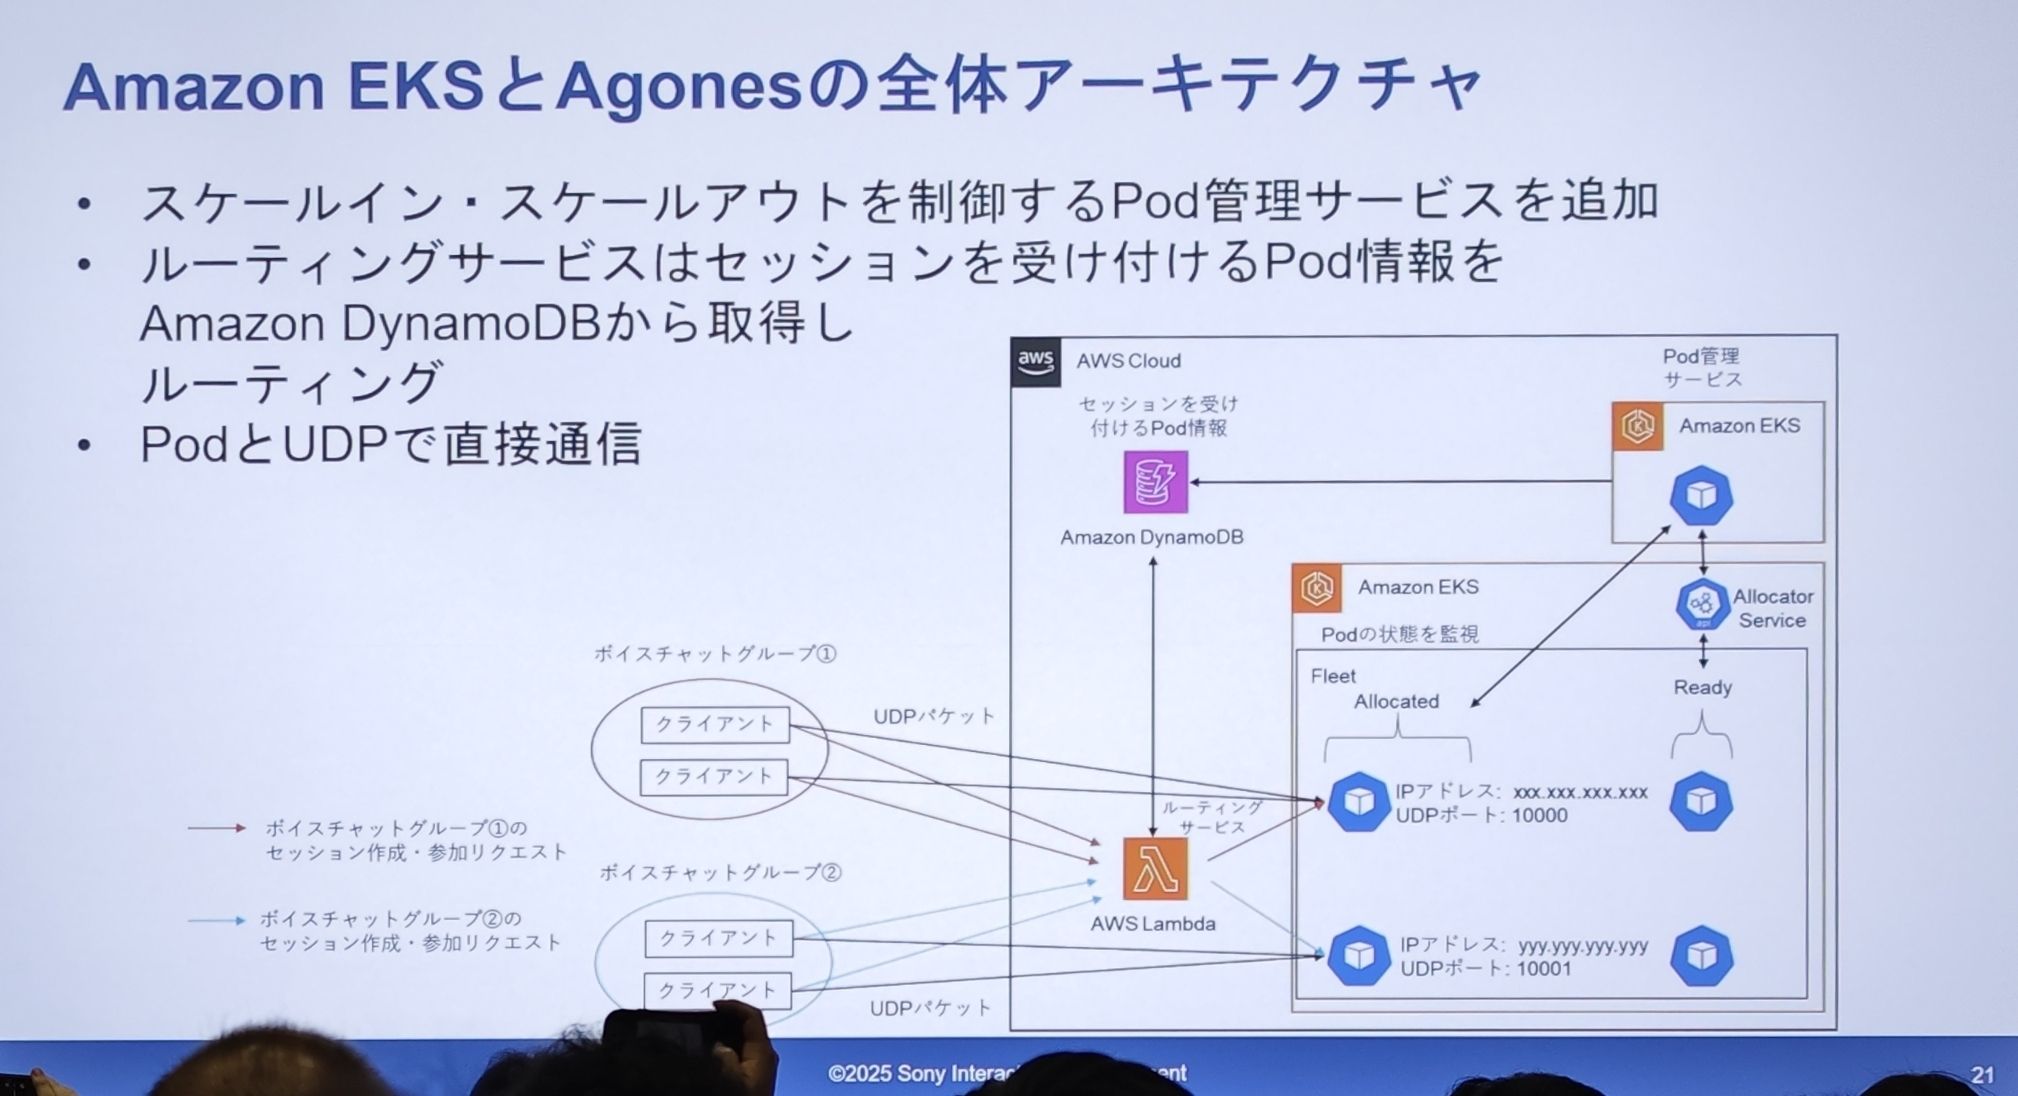 Amazon EKSとAgonesの全体アーキテクチャ
• スケールイン・スケールアウトを制御するPod管理サービスを追加
• ルーティングサービスはセッションを受け付けるPod情報を
Amazon DynamoDBから取得し
ルーティング
• PodとUDPで直接通信
aws
AWS Cloud
Pod管理
サービス
セッションを受け
付けるPod情報
Amazon EKS
Amazon DynamoDB
Amazon EKS
api
Allocator
Service
Podの状態を監視
Fleet
Allocated
Ready
ボイスチャットグループ①
クライアント
クライアント
UDPパケット
IPアドレス: xxx.xxx.xxx.xxx
UDPポート: 10000
ルーティング
サービス
AWS Lambda
ボイスチャットグループ①の
セッション作成・参加リクエスト
ボイスチャットグループ②
ボイスチャットグループ②の
セッション作成・参加リクエスト
クライアント
クライアント
UDPパケット
IPアドレス: yyy.yyy.yyy.yyy
UDPポート: 10001
©2025 Sony
21